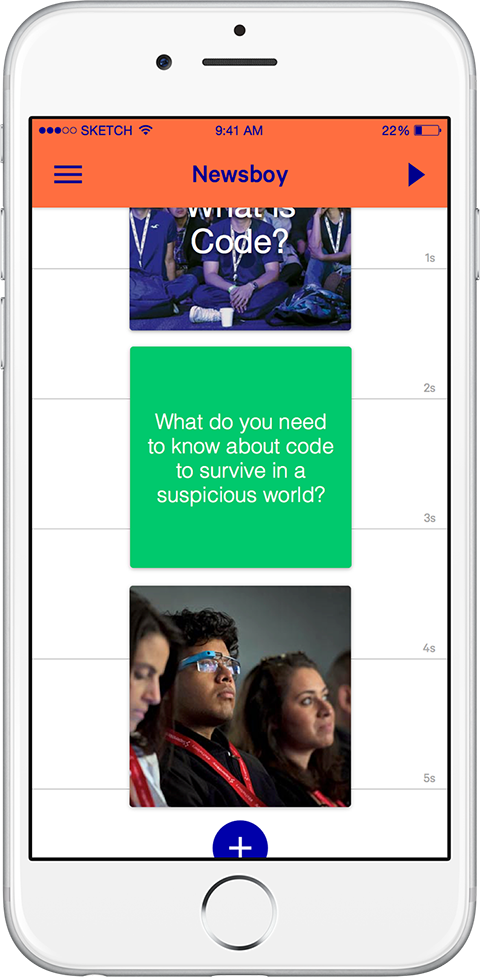 SKETCH 9:41 AM 22%
Newsboy
What is
Code?
1s
2s
What do you need
to know about code
to survive in a
suspicious world?
3s
4s
5s